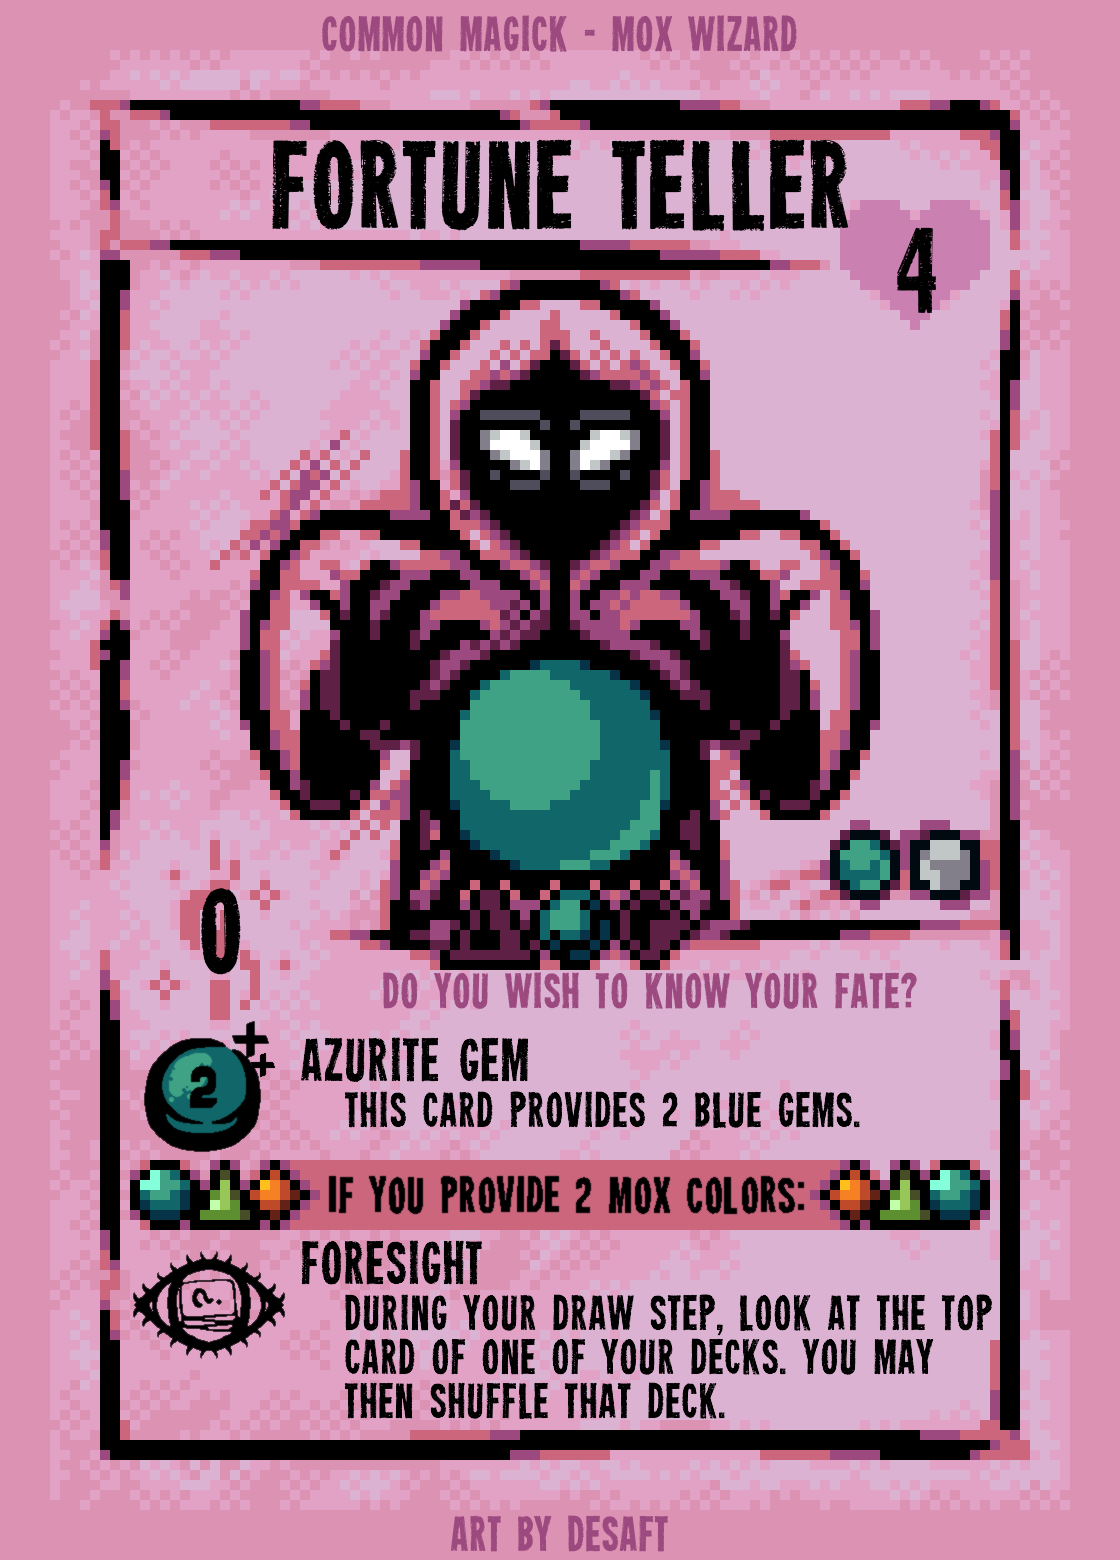 COMMON MAGICK - MOX WIZARD
FORTUNE TELLER
4
0
DO YOU WISH TO KNOW YOUR FATE?
2
AZURITE GEM
THIS CARD PROVIDES 2 BLUE GEMS.
IF YOU PROVIDE 2 MOX COLORS:
?.
FORESIGHT
DURING YOUR DRAW STEP, LOOK AT THE TOP
CARD OF ONE OF YOUR DECKS. YOU MAY
THEN SHUFFLE THAT DECK.
ART BY DESAFT